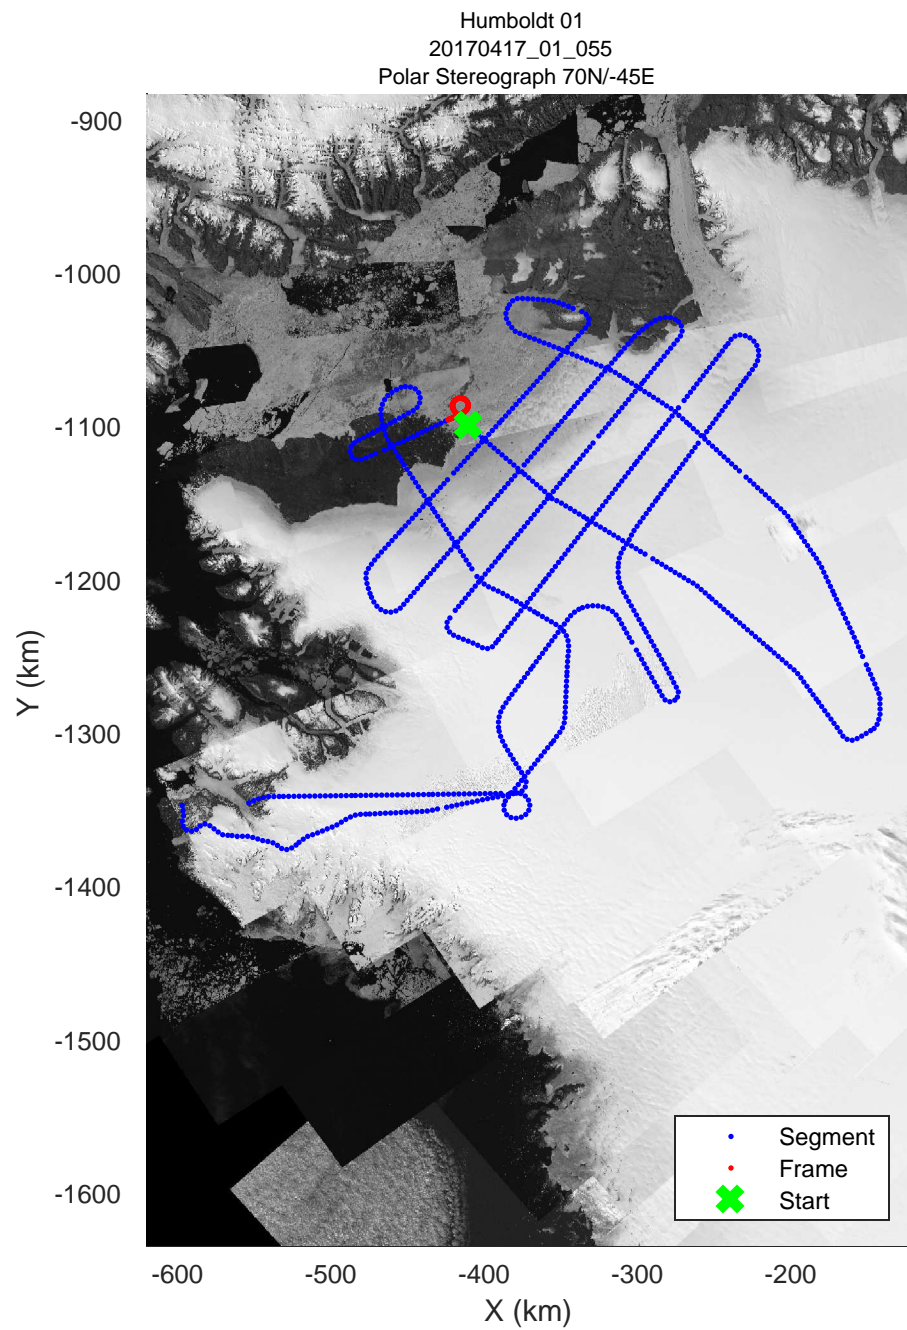 Humboldt 01
20170417_01_055
Polar Stereograph 70N/-45E
-900
-1000
-1100
-1200
-1300
-1400
-1500
-1600
Y (km)
Segment
Frame
Start
-600 -500 -400 -300 -200
X (km)